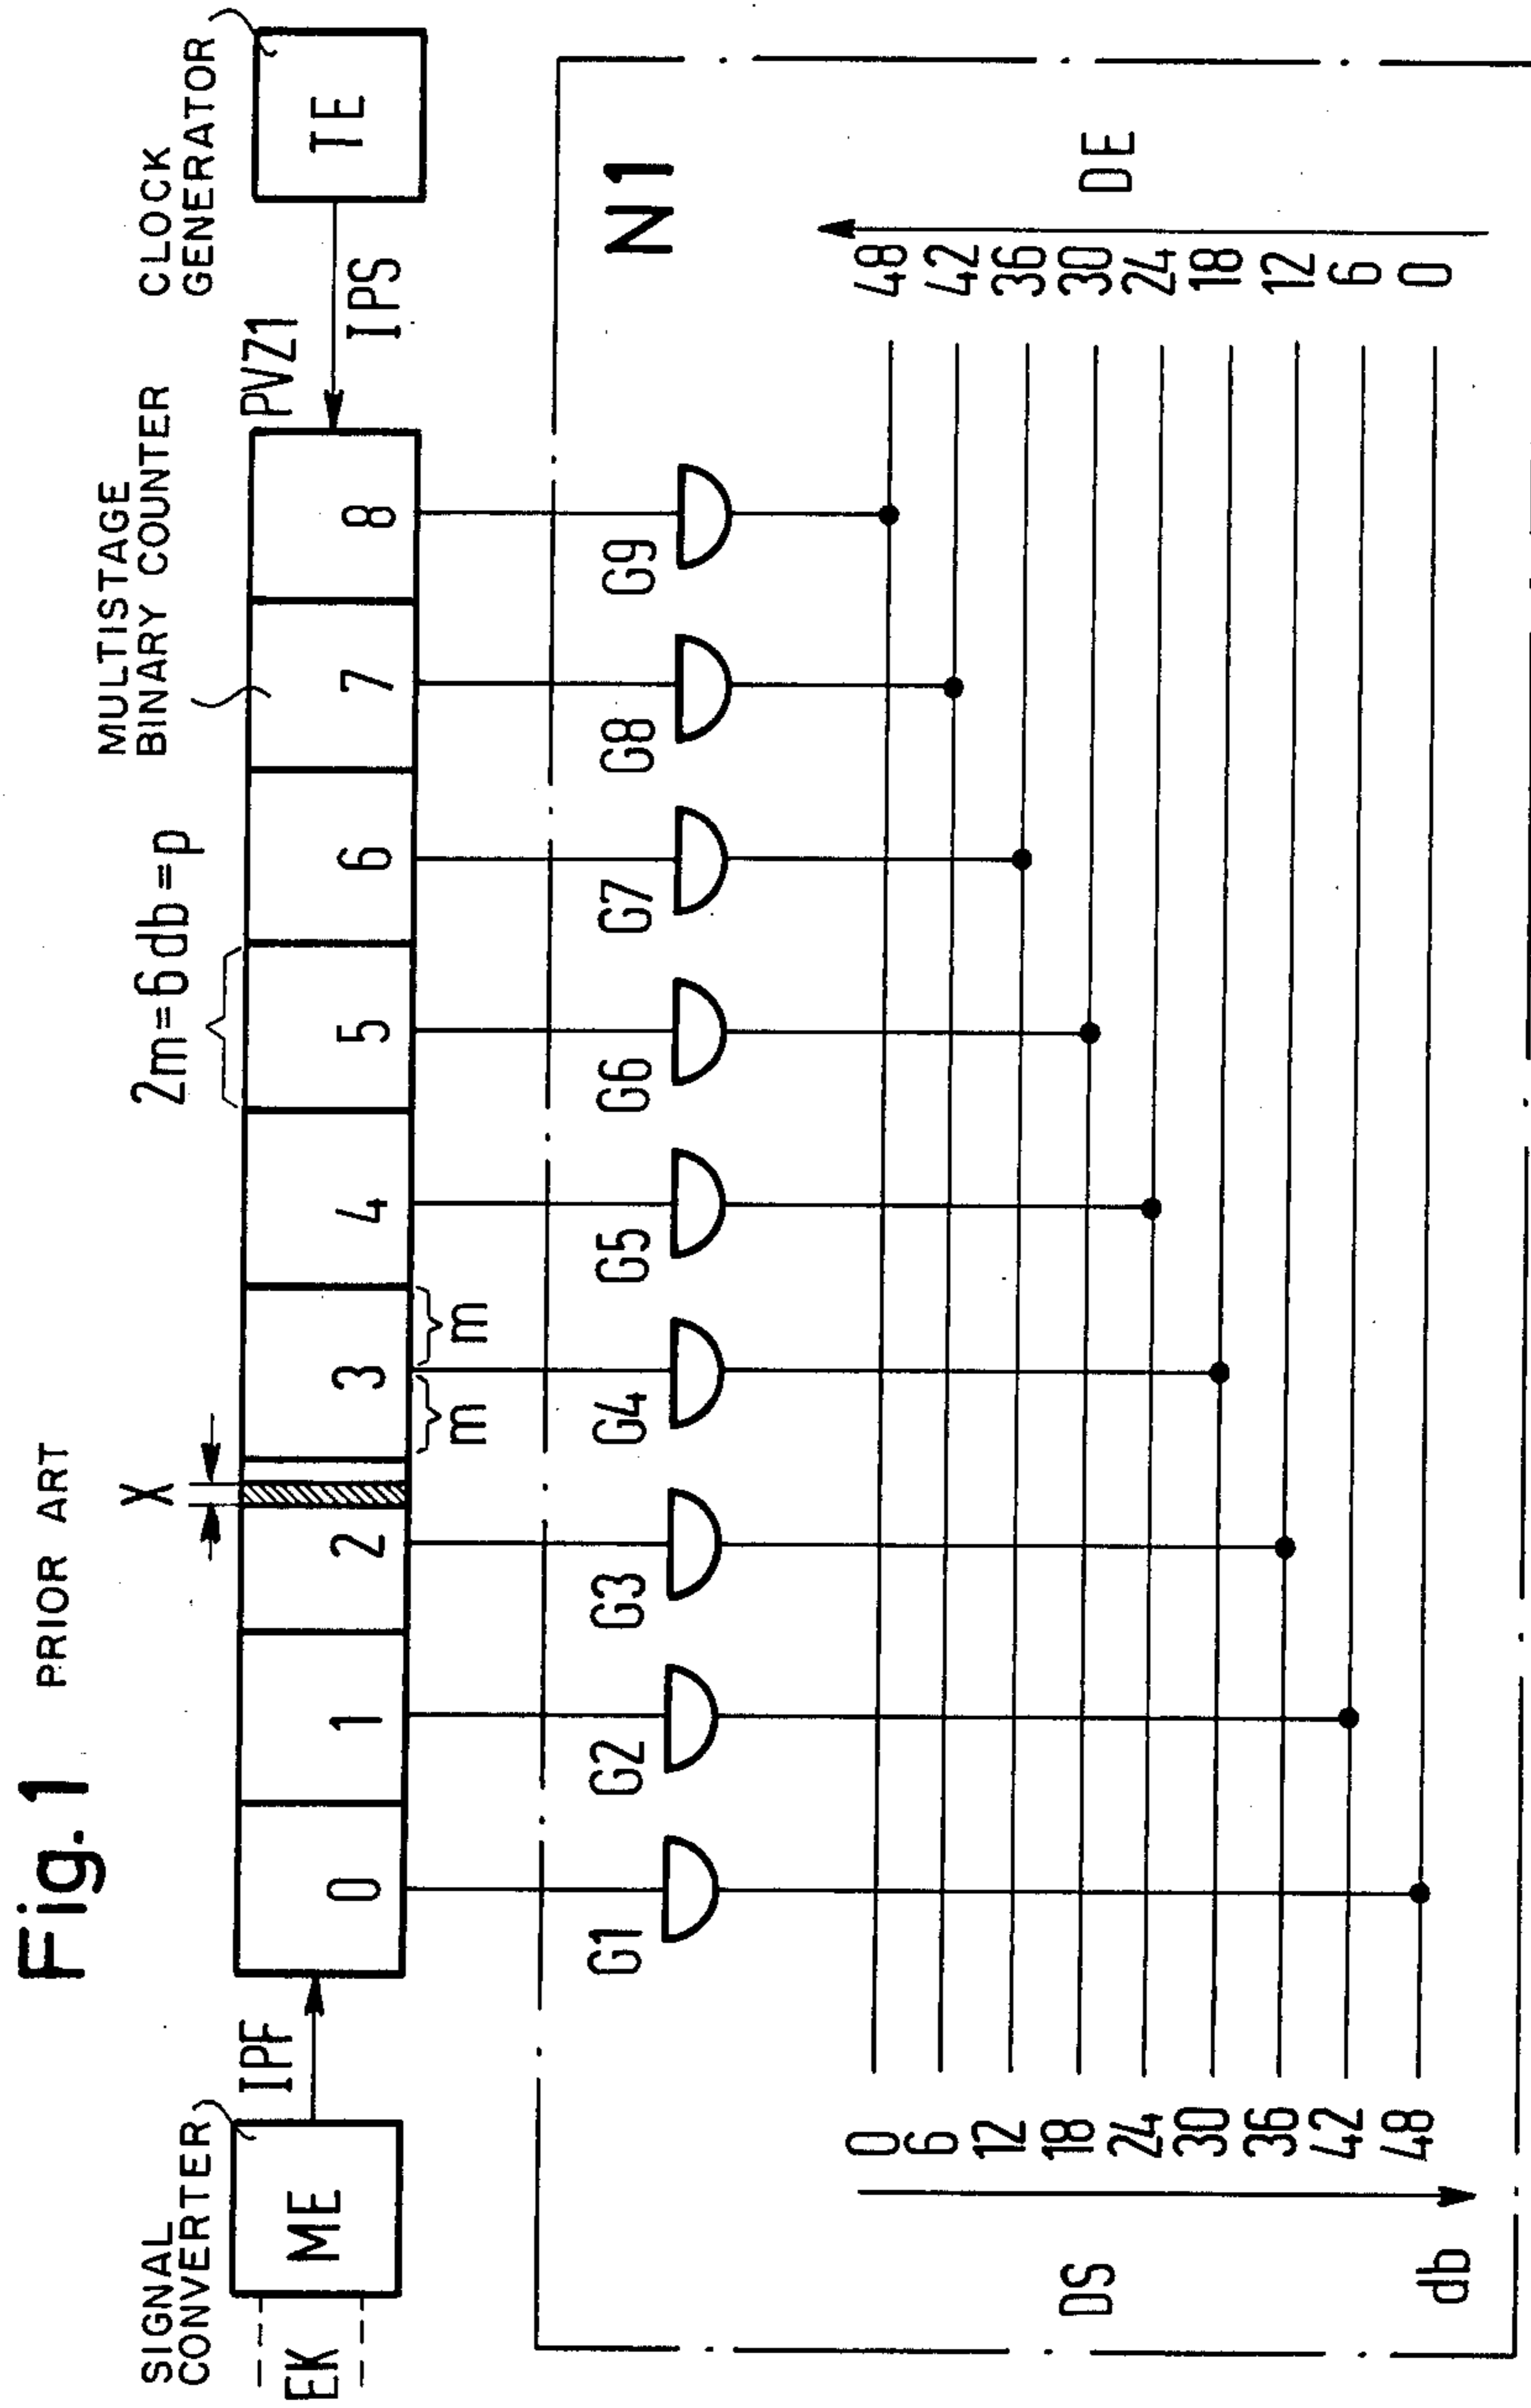 Fig. 1 PRIOR ART
SIGNAL
CONVERTER
MULTISTAGE
BINARY COUNTER
CLOCK
GENERATOR
X
2m=6db=p
PVZ1
EK
ME
IPF
0 1 2 3 4 5 6 7 8
IPS
TE
m m
G1 G2 G3 G4 G5 G6 G7 G8 G9
N1
0 48
6 42
12 36
18 30
24 24
30 18
36 12
42 6
48 0
DS
DE
db